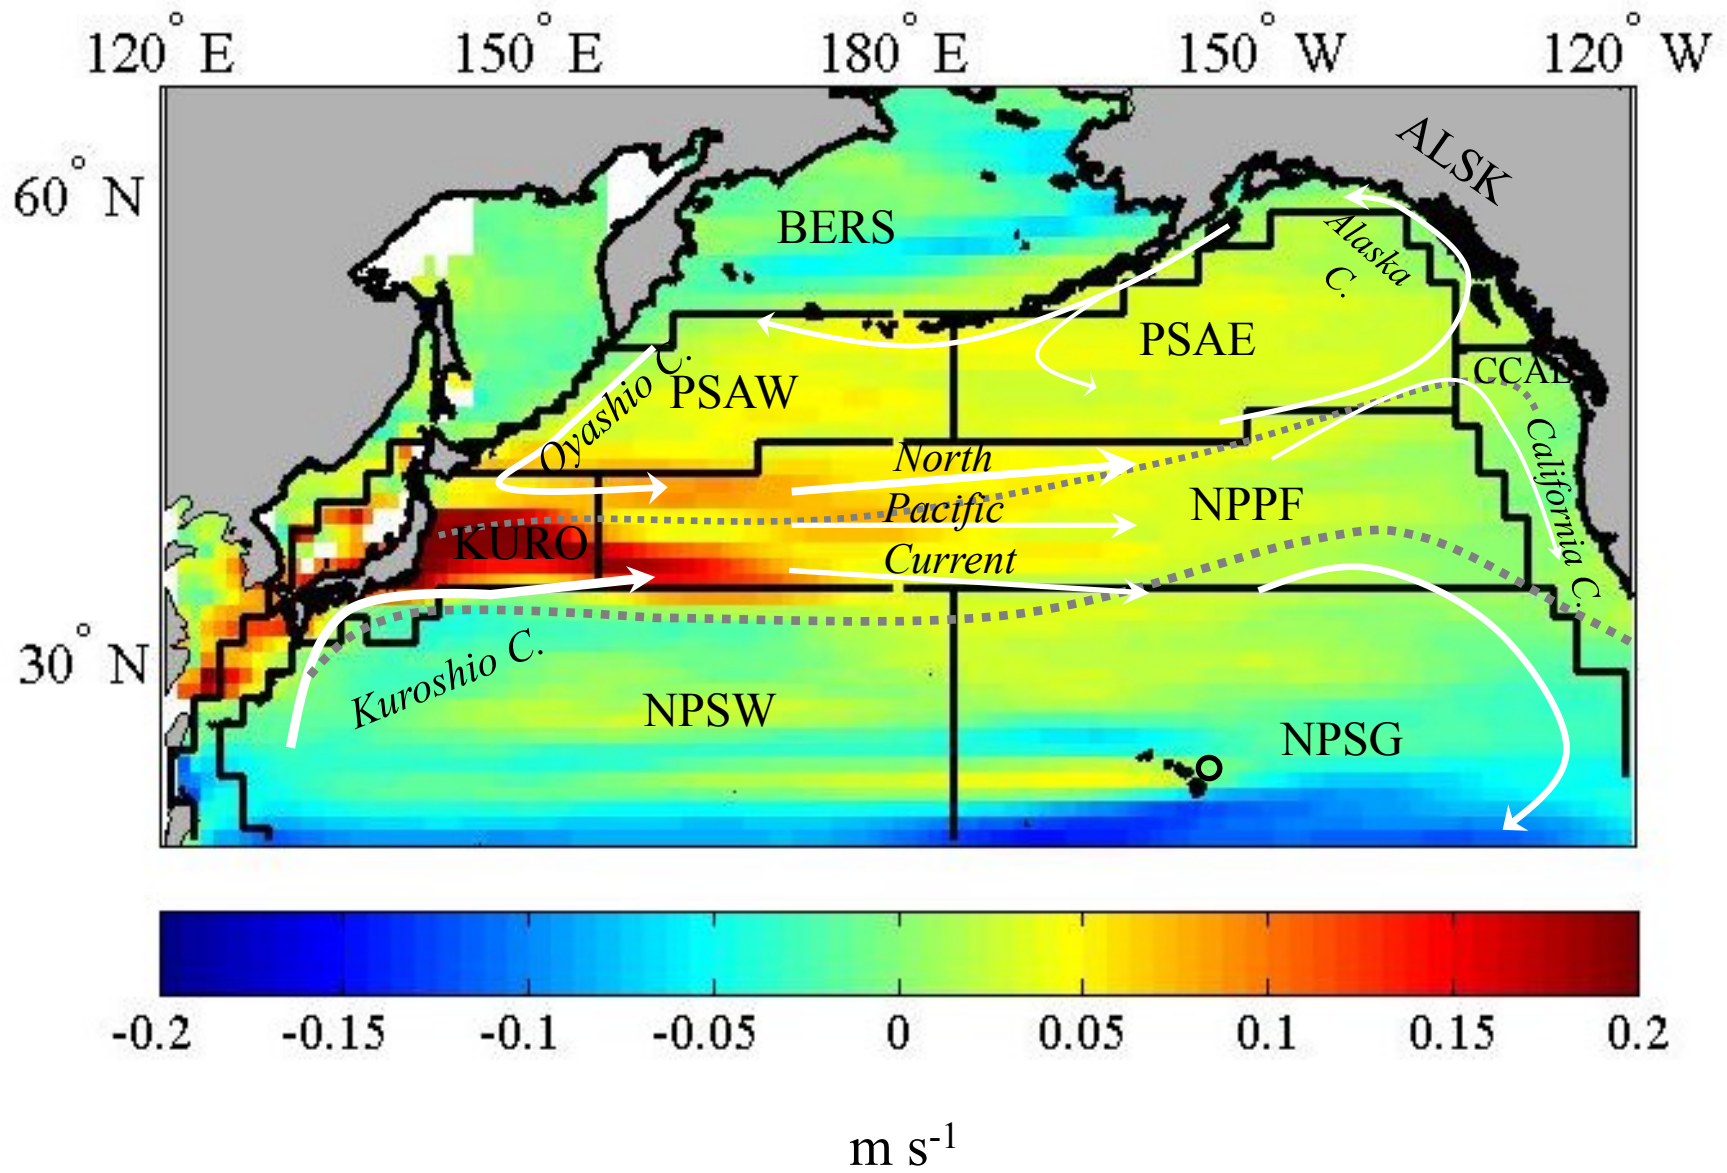 120° E 150° E 180° E 150° W 120° W
60° N
30° N
ALSK
BERS
Alaska
C.
PSAE
CCAL
Oyashio C.
PSAW
California C.
North
Pacific
Current
NPPF
KURO
Kuroshio C.
NPSW
NPSG
-0.2 -0.15 -0.1 -0.05 0 0.05 0.1 0.15 0.2
m s-1